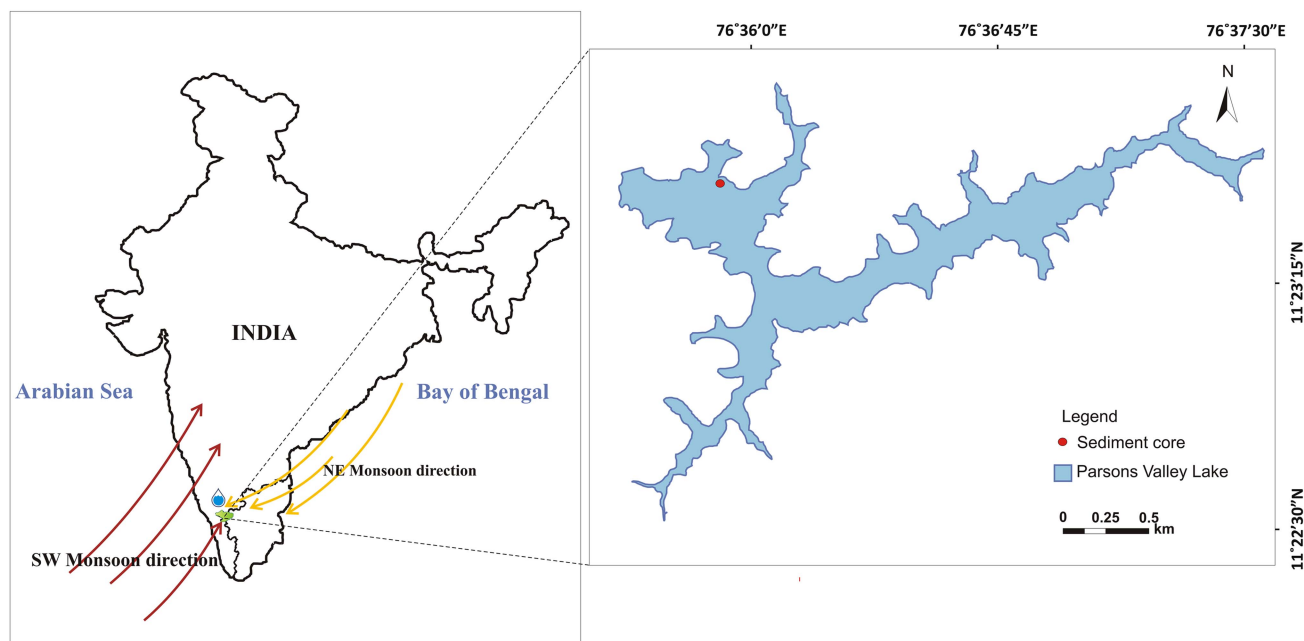 INDIA
Arabian Sea
Bay of Bengal
NE Monsoon direction
SW Monsoon direction
76˚36’0”E
76˚36’45”E
76˚37’30”E
N
11˚23’15”N
11˚22’30”N
Legend
Sediment core
Parsons Valley Lake
0 0.25 0.5
km